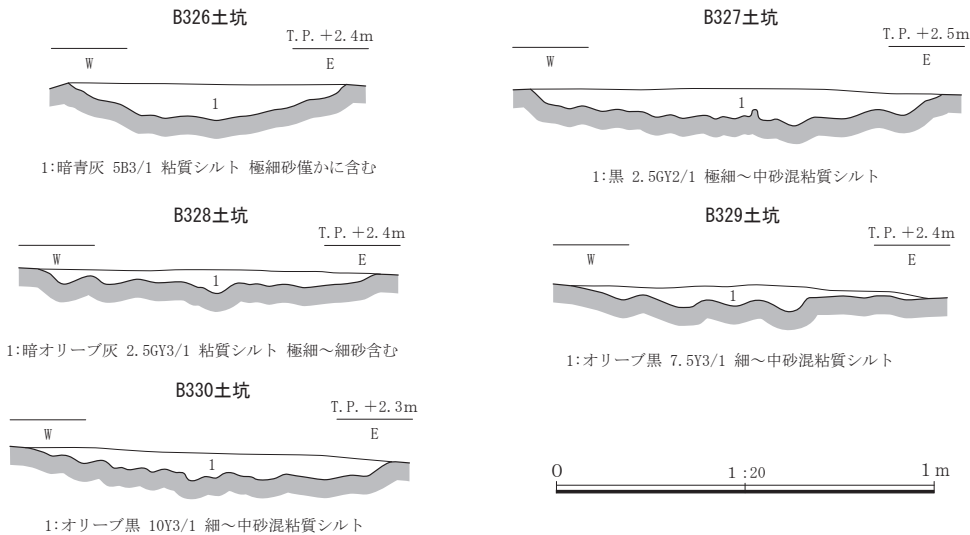 B326土坑
T.P. +2.4m
W
E
1
1:暗青灰 5B3/1 粘質シルト 極細砂僅かに含む
B327土坑
T.P. +2.5m
W
E
1
1:黒 2.5GY2/1 極細～中砂混粘質シルト
B328土坑
T.P. +2.4m
W
E
1
1:暗オリーブ灰 2.5GY3/1 粘質シルト 極細～細砂含む
B329土坑
T.P. +2.4m
W
E
1
1:オリーブ黒 7.5Y3/1 細～中砂混粘質シルト
B330土坑
T.P. +2.3m
W
E
1
1:オリーブ黒 10Y3/1 細～中砂混粘質シルト
0 1:20 1m